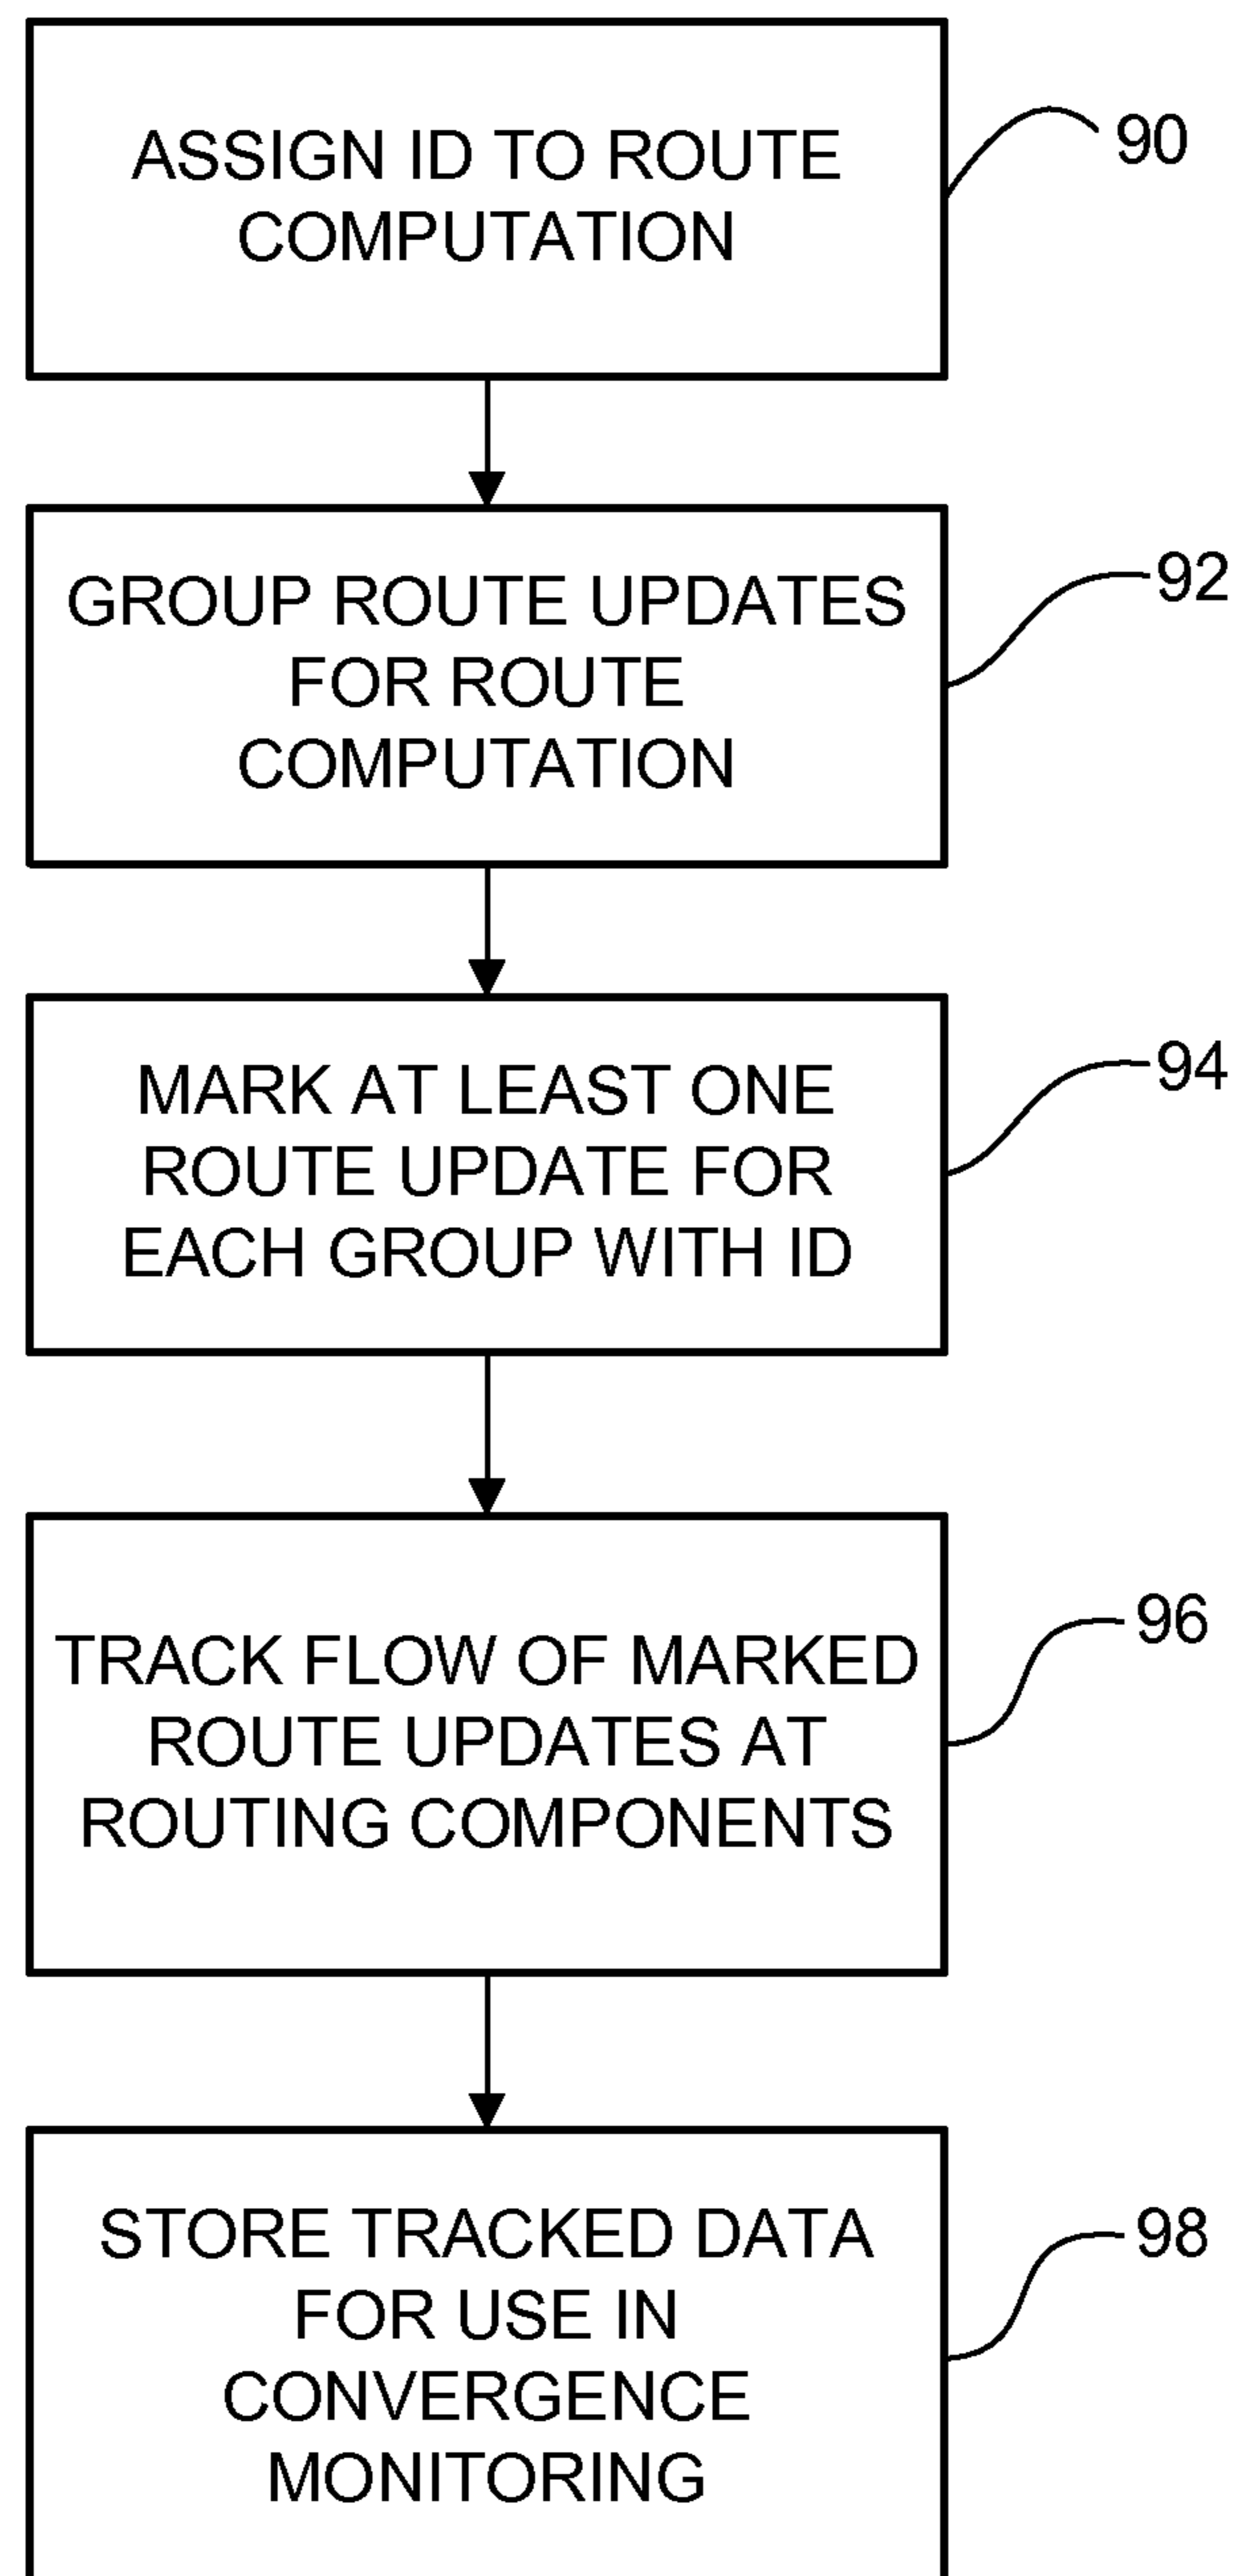 ASSIGN ID TO ROUTE
COMPUTATION
90
GROUP ROUTE UPDATES
FOR ROUTE
COMPUTATION
92
MARK AT LEAST ONE
ROUTE UPDATE FOR
EACH GROUP WITH ID
94
TRACK FLOW OF MARKED
ROUTE UPDATES AT
ROUTING COMPONENTS
96
STORE TRACKED DATA
FOR USE IN
CONVERGENCE
MONITORING
98